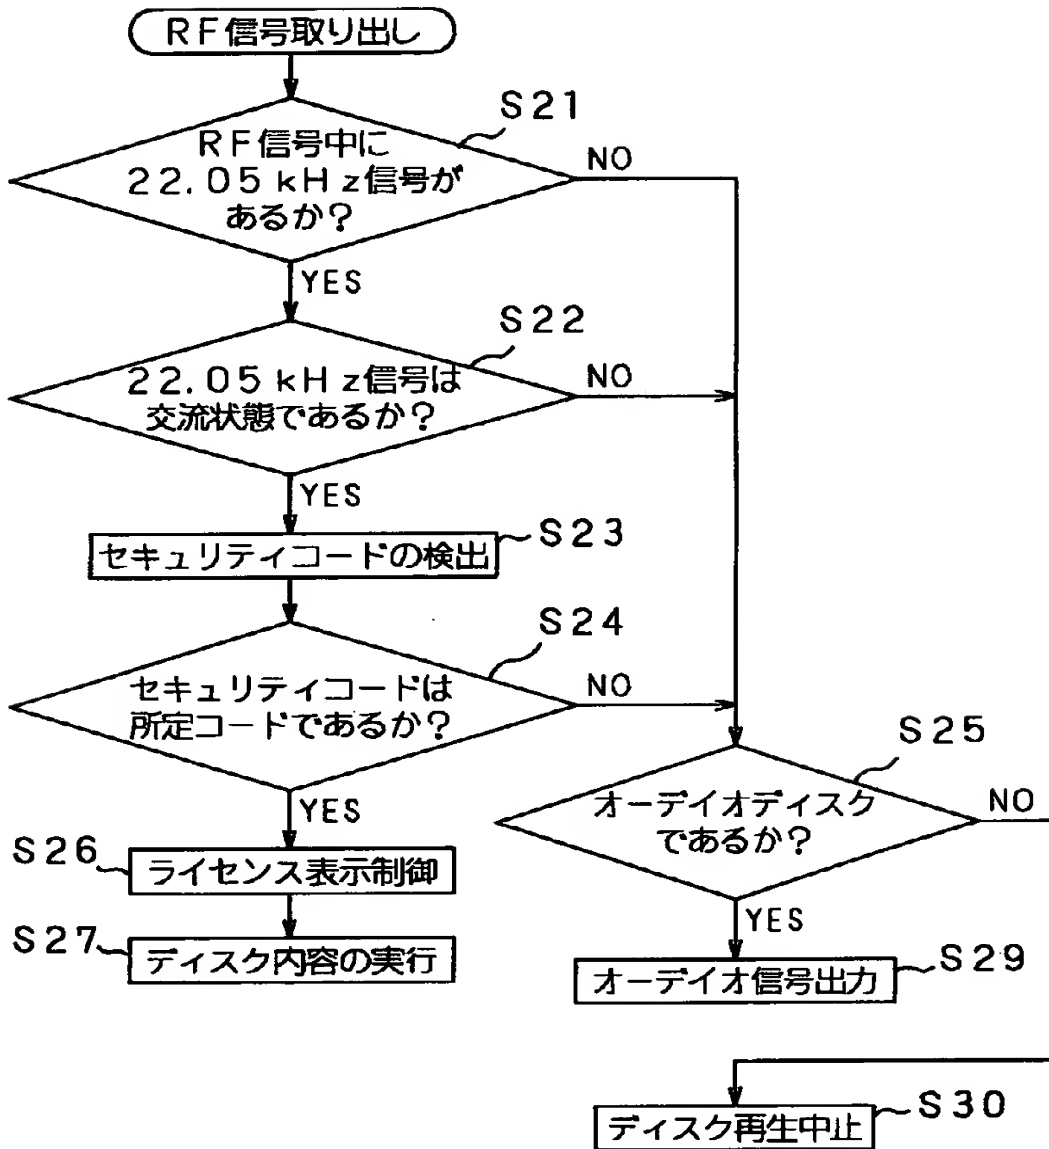 RF信号取り出し
S21
RF信号中に
22.05kHz信号が
あるか?
NO
YES
S22
22.05kHz信号は
交流状態であるか?
NO
YES
S23
セキュリティコードの検出
S24
セキュリティコードは
所定コードであるか?
NO
YES
S25
オーデイオディスク
であるか?
NO
YES
S26
ライセンス表示制御
S27
ディスク内容の実行
S29
オーデイオ信号出力
S30
ディスク再生中止